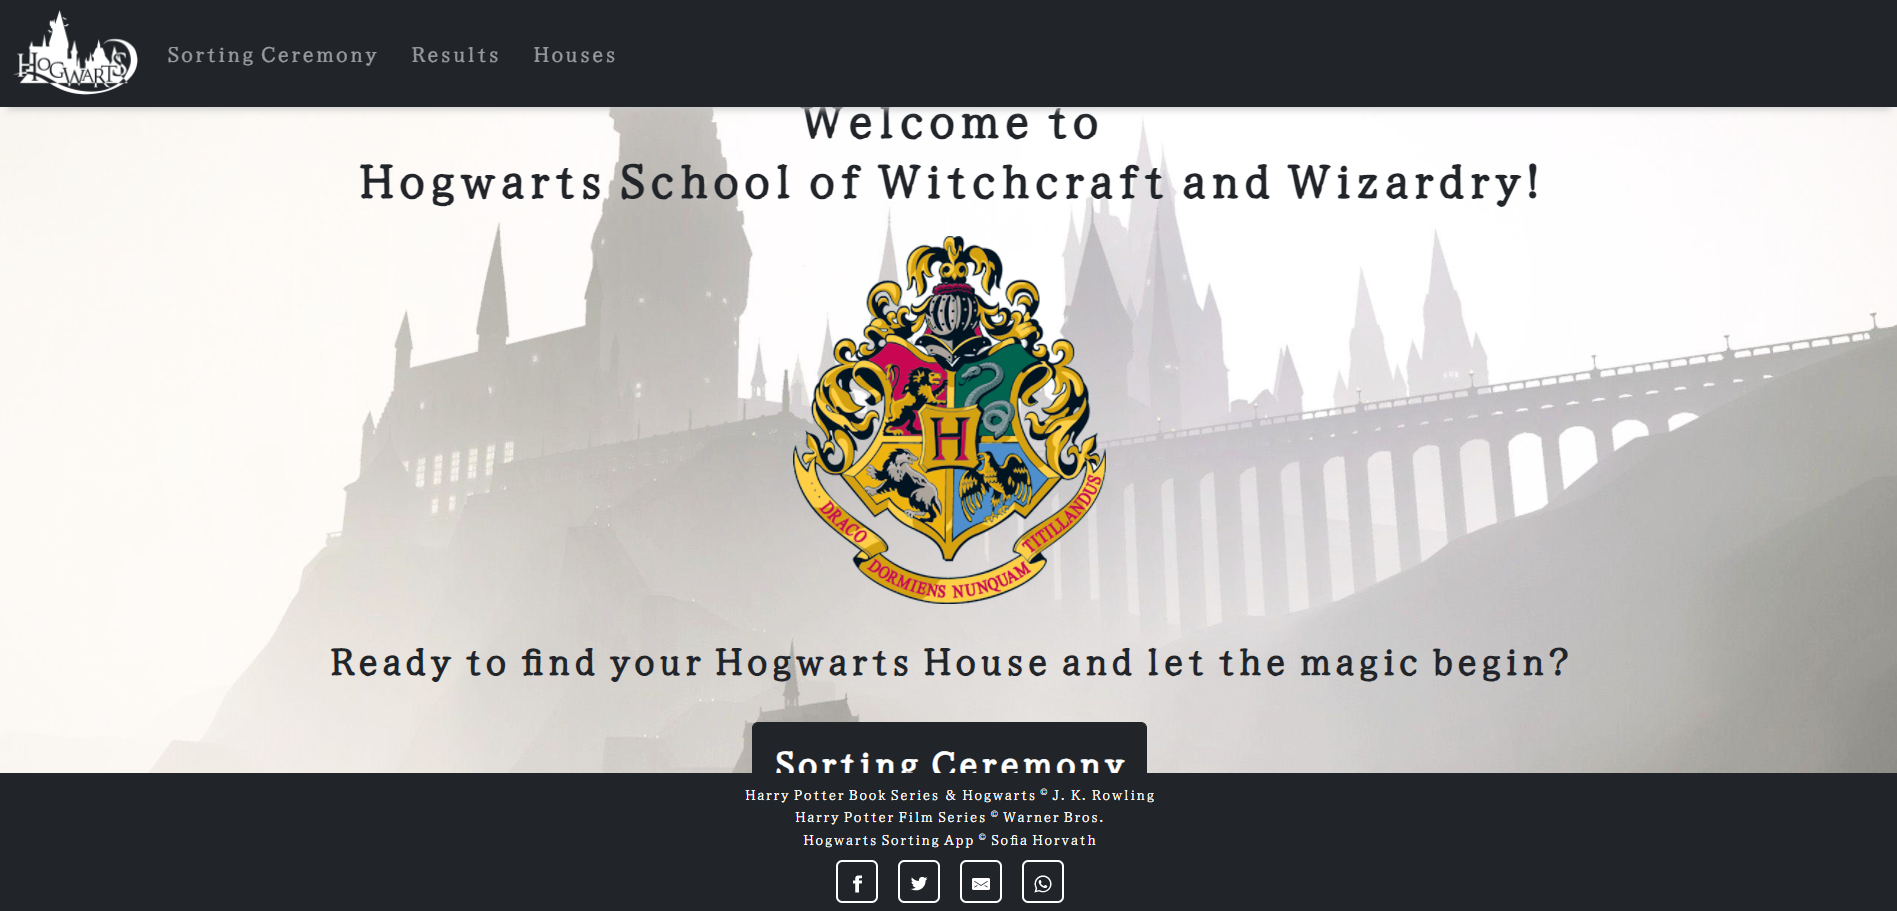 HOGWARTS
Sorting Ceremony
Results
Houses
Welcome to
Hogwarts School of Witchcraft and Wizardry!
H
DRACO
DORMIENS NUNQUAM
TITILLANDUS
Ready to find your Hogwarts House and let the magic begin?
Sorting Ceremony
Harry Potter Book Series & Hogwarts © J. K. Rowling
Harry Potter Film Series © Warner Bros.
Hogwarts Sorting App © Sofia Horvath